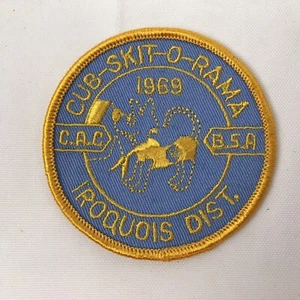 CUB-SKIT-O-RAMA
1969
C.A.C. B.S.A
IROQUOIS DIST.